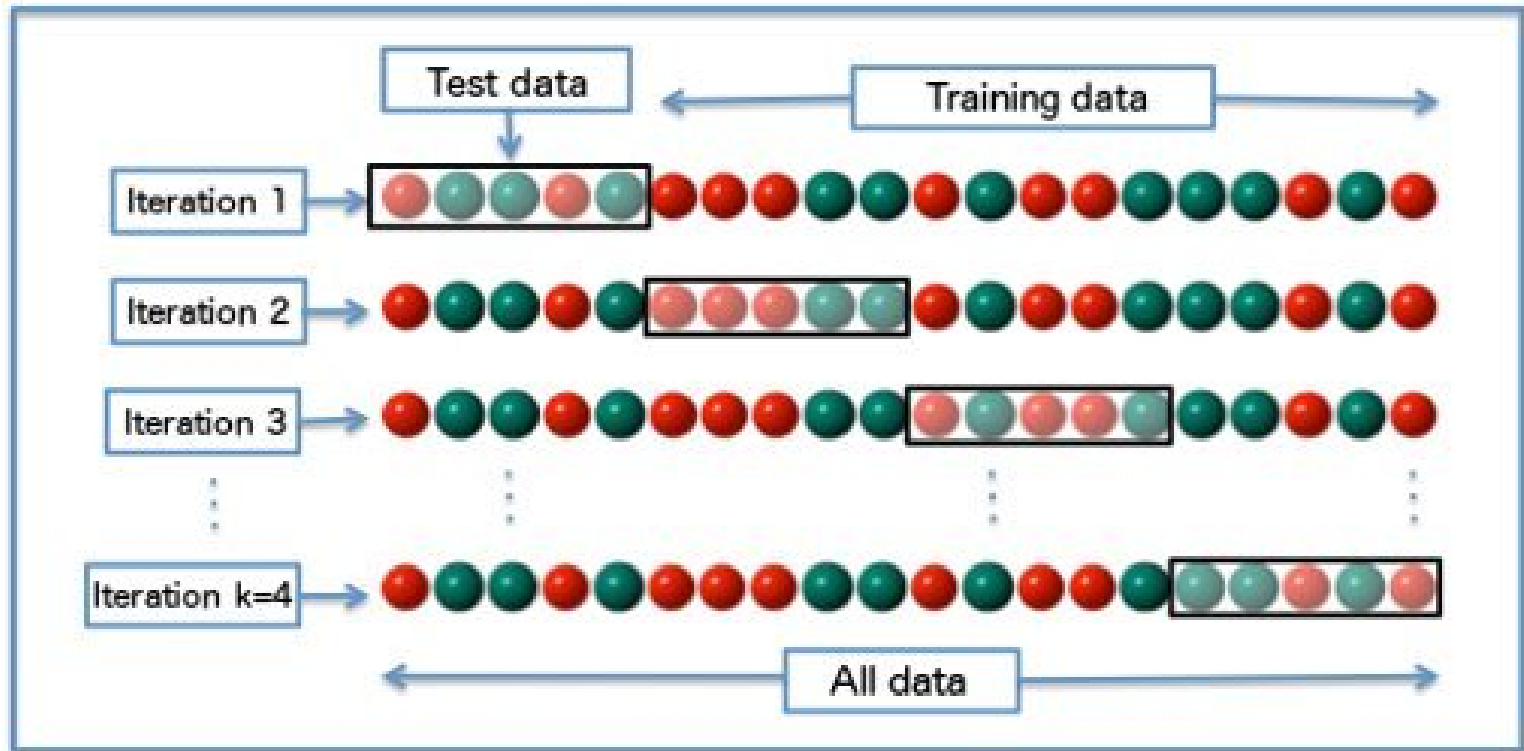 Test data
Training data
Iteration 1
Iteration 2
Iteration 3
Iteration k=4
All data